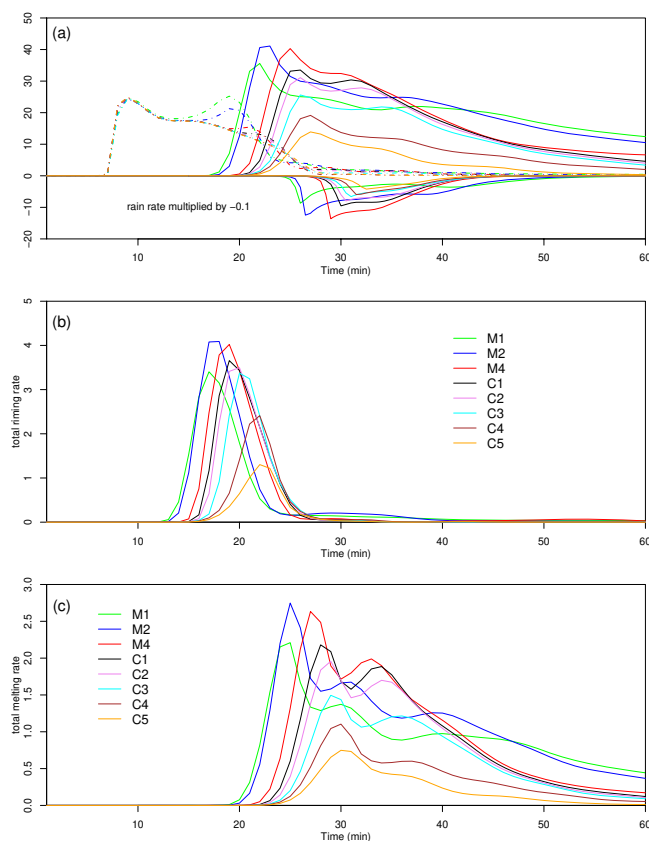 (a)
50
40
30
20
10
0
−10
−20
rain rate multiplied by −0.1
10 20 30 40 50 60
Time (min)
(b)
5
4
3
2
1
0
total riming rate
M1
M2
M4
C1
C2
C3
C4
C5
10 20 30 40 50 60
Time (min)
(c)
3.0
2.5
2.0
1.5
1.0
0.5
0.0
total melting rate
M1
M2
M4
C1
C2
C3
C4
C5
10 20 30 40 50 60
Time (min)